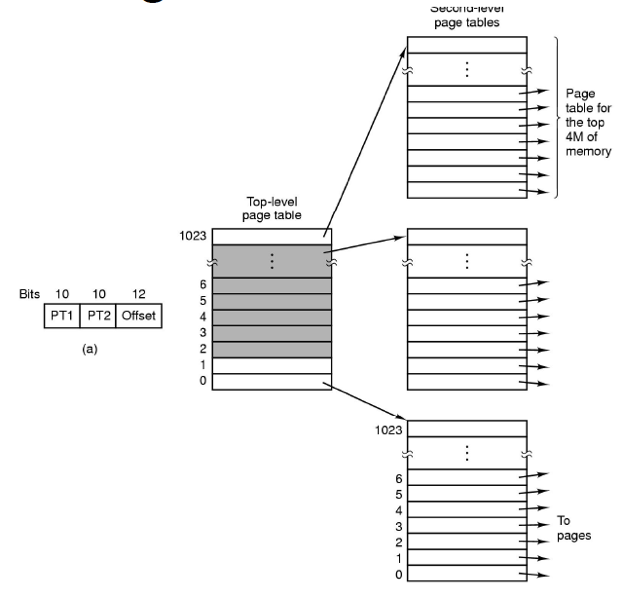 Second-level
page tables
Page
table for
the top
4M of
memory
Top-level
page table
1023
6
5
4
3
2
1
0
Bits 10 10 12
PT1 PT2 Offset
(a)
1023
6
5
4
3
2
1
0
To
pages